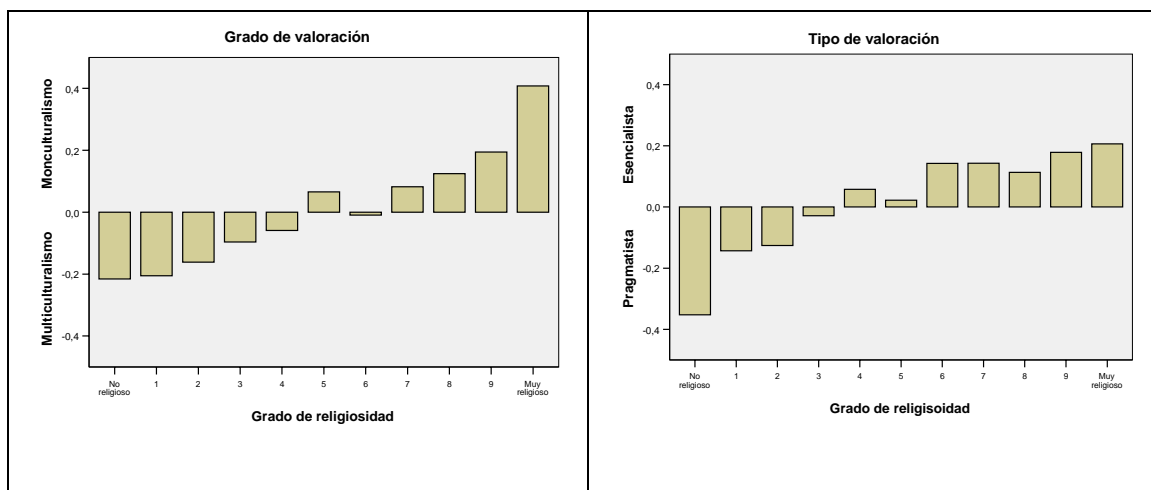 Grado de valoración
Monculturalismo
Multiculturalismo
0,4
0,2
0,0
-0,2
-0,4
No religioso 1 2 3 4 5 6 7 8 9 Muy religioso
Grado de religiosidad
Tipo de valoración
Esencialista
Pragmatista
0,4
0,2
0,0
-0,2
-0,4
No religioso 1 2 3 4 5 6 7 8 9 Muy religioso
Grado de religisoidad